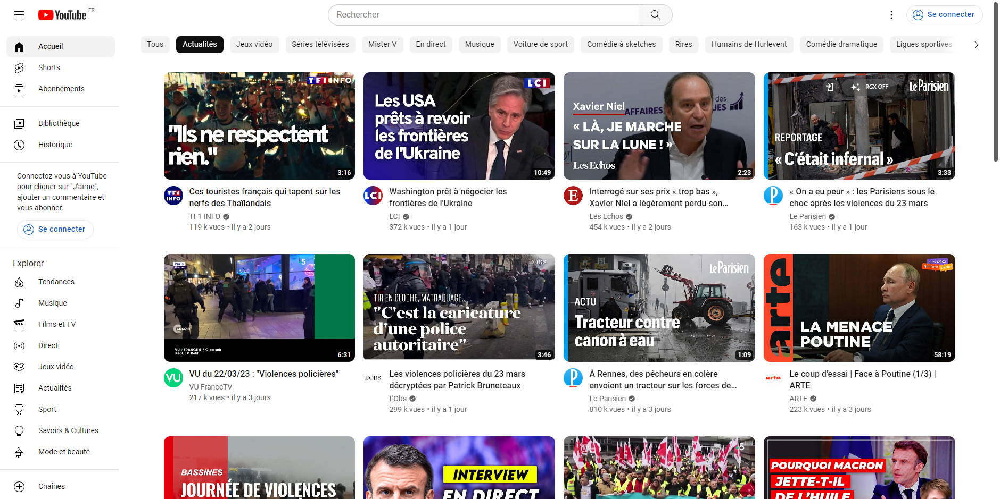 YouTube FR
Rechercher
Se connecter
Accueil
Shorts
Abonnements
Bibliothèque
Historique
Connectez-vous à YouTube
pour cliquer sur "J'aime",
ajouter un commentaire et
vous abonner.
Se connecter
Explorer
Tendances
Musique
Films et TV
Direct
Jeux vidéo
Actualités
Sport
Savoirs & Cultures
Mode et beauté
Chaînes
Tous
Actualités
Jeux vidéo
Séries télévisées
Mister V
En direct
Musique
Voiture de sport
Comédie à sketches
Rires
Humains de Hurlevent
Comédie dramatique
Ligues sportives
TF1 INFO
"Ils ne respectent
rien."
3:16
TF1
INFO
Ces touristes français qui tapent sur les
nerfs des Thaïlandais
TF1 INFO
119 k vues • il y a 2 jours
LCI
Les USA
prêts à revoir
les frontières
de l'Ukraine
10:49
LCI
Washington prêt à négocier les
frontières de l'Ukraine
LCI
372 k vues • il y a 1 jour
des
AFFAIRES
Xavier Niel
« LÀ, JE MARCHE
SUR LA LUNE ! »
Les Echos
2:23
E
Interrogé sur ses prix « trop bas »,
Xavier Niel a légèrement perdu son…
Les Echos
454 k vues • il y a 2 jours
RGX OFF
Le Parisien
REPORTAGE
« C'était infernal »
3:33
P
« On a eu peur » : les Parisiens sous le
choc après les violences du 23 mars
Le Parisien
163 k vues • il y a 1 jour
Paris
Hier soir
5
CE SOIR
VU / FRANCE 5 / C ce soir
Réal. : P. Rétif
6:31
VU
VU du 22/03/23 : "Violences policières"
VU FranceTV
217 k vues • il y a 3 jours
L'OBS
TIR EN CLOCHE, MATRAQUAGE...
"C'est la caricature
d'une police
autoritaire"
3:46
L'OBS
Les violences policières du 23 mars
décryptées par Patrick Bruneteaux
L'Obs
299 k vues • il y a 1 jour
Le Parisien
ACTU
Tracteur contre
canon à eau
1:09
P
À Rennes, des pêcheurs en colère
envoient un tracteur sur les forces de…
Le Parisien
810 k vues • il y a 3 jours
arte
Les docs
qui font parler
LA MENACE
POUTINE
58:19
arte
Le coup d'essai | Face à Poutine (1/3) |
ARTE
ARTE
223 k vues • il y a 3 jours
BASSINES
JOURNÉE DE VIOLENCES
INTERVIEW
EN DIRECT
5
POURQUOI MACRON
JETTE-T-IL
DE L'HUILE